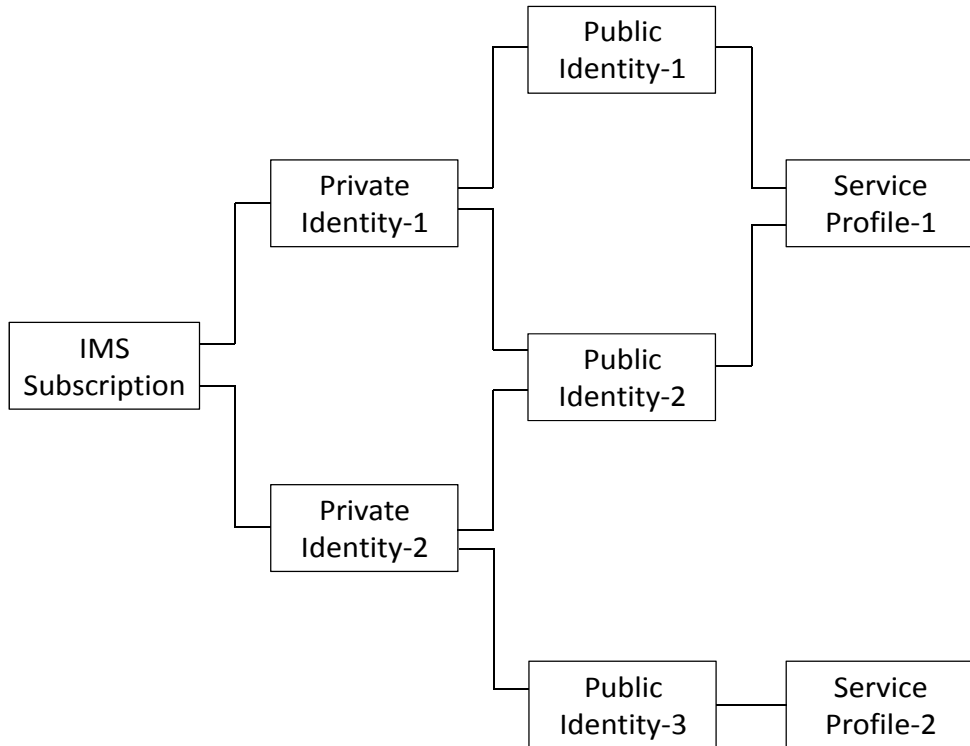 Public
Identity-1
Private
Identity-1
Service
Profile-1
IMS
Subscription
Public
Identity-2
Private
Identity-2
Public
Identity-3
Service
Profile-2